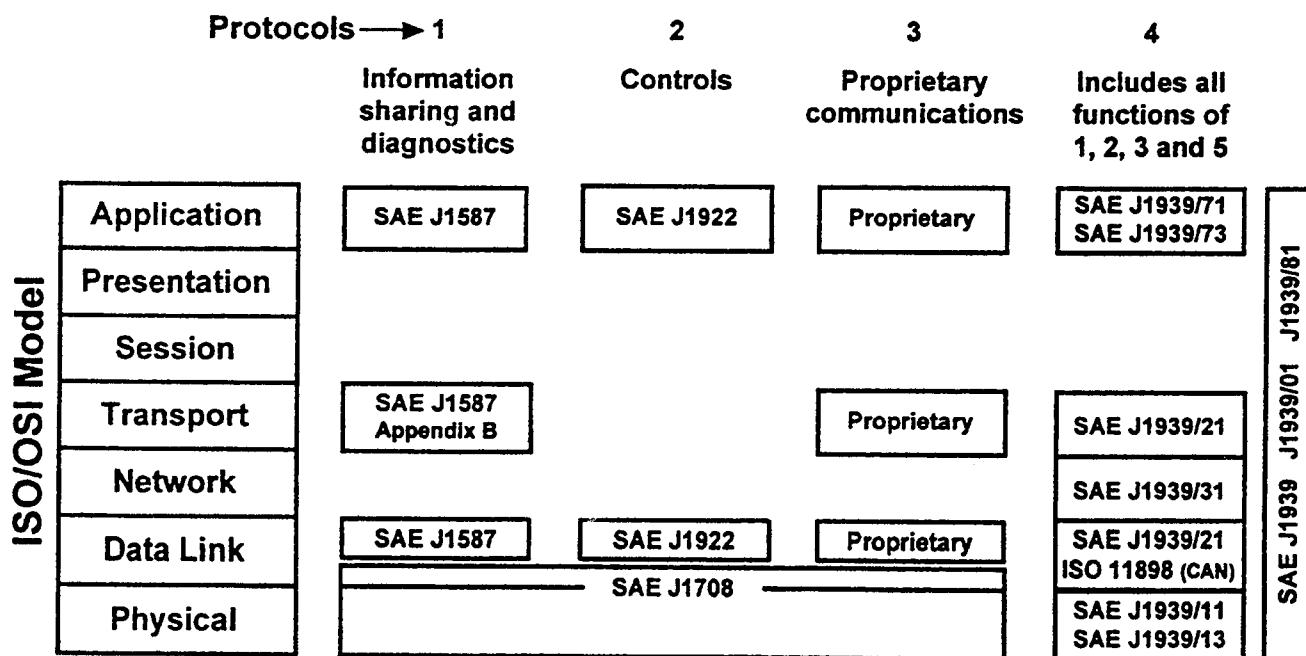 Protocols → 1 2 3 4
Information sharing and diagnostics
Controls
Proprietary communications
Includes all functions of 1, 2, 3 and 5
ISO/OSI Model
Application
SAE J1587
SAE J1922
Proprietary
SAE J1939/71
SAE J1939/73
Presentation
Session
Transport
SAE J1587
Appendix B
Proprietary
SAE J1939/21
Network
SAE J1939/31
Data Link
SAE J1587
SAE J1922
Proprietary
SAE J1939/21
ISO 11898 (CAN)
SAE J1708
Physical
SAE J1939/11
SAE J1939/13
SAE J1939 J1939/01 J1939/81